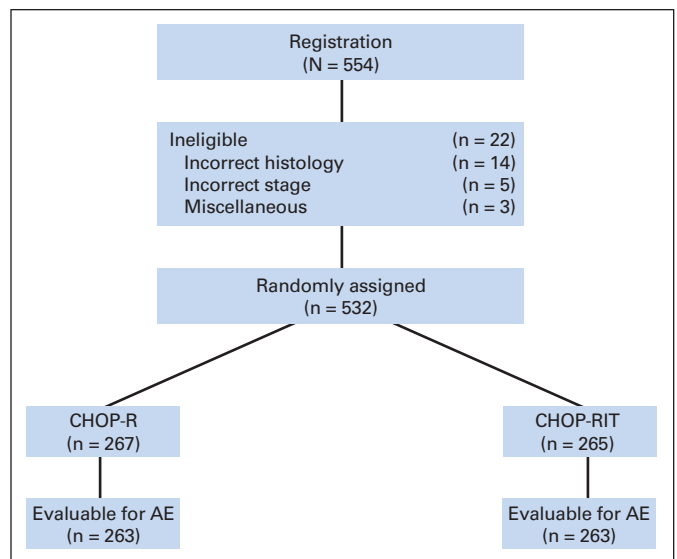 Registration
(N = 554)
Ineligible (n = 22)
Incorrect histology (n = 14)
Incorrect stage (n = 5)
Miscellaneous (n = 3)
Randomly assigned
(n = 532)
CHOP-R
(n = 267)
CHOP-RIT
(n = 265)
Evaluable for AE
(n = 263)
Evaluable for AE
(n = 263)